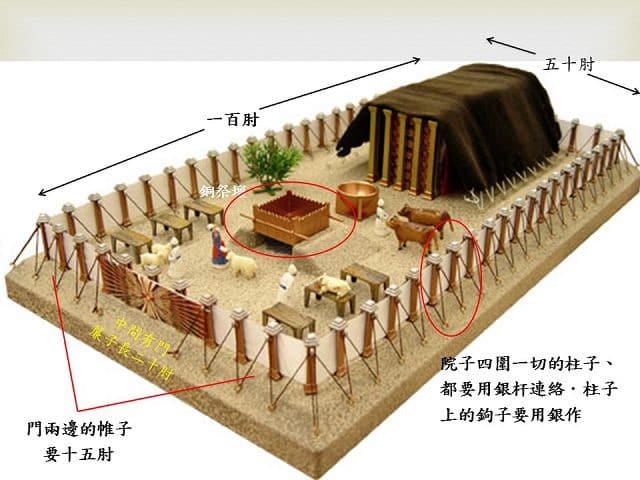 五十肘
一百肘
銅祭壇
中間有門
簾子長二十肘
院子四圍一切的柱子、
都要用銀杆連絡．柱子
上的鉤子要用銀作
門兩邊的帷子
要十五肘